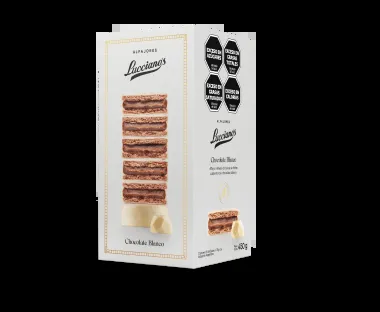 ALFAJORES
Lucciano's
Chocolate Blanco
EXCESO EN
AZÚCARES
EXCESO EN
GRASAS
TOTALES
EXCESO EN
GRASAS
SATURADAS
EXCESO EN
CALORÍAS
ALFAJORES
Lucciano's
Chocolate Blanco
450g